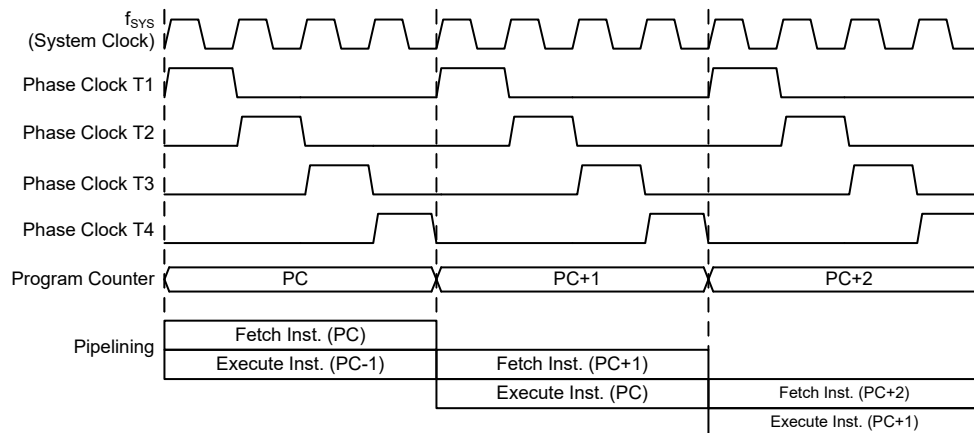 fSYS
(System Clock)
Phase Clock T1
Phase Clock T2
Phase Clock T3
Phase Clock T4
Program Counter PC PC+1 PC+2
Pipelining
Fetch Inst. (PC)
Execute Inst. (PC-1) Fetch Inst. (PC+1)
Execute Inst. (PC) Fetch Inst. (PC+2)
Execute Inst. (PC+1)